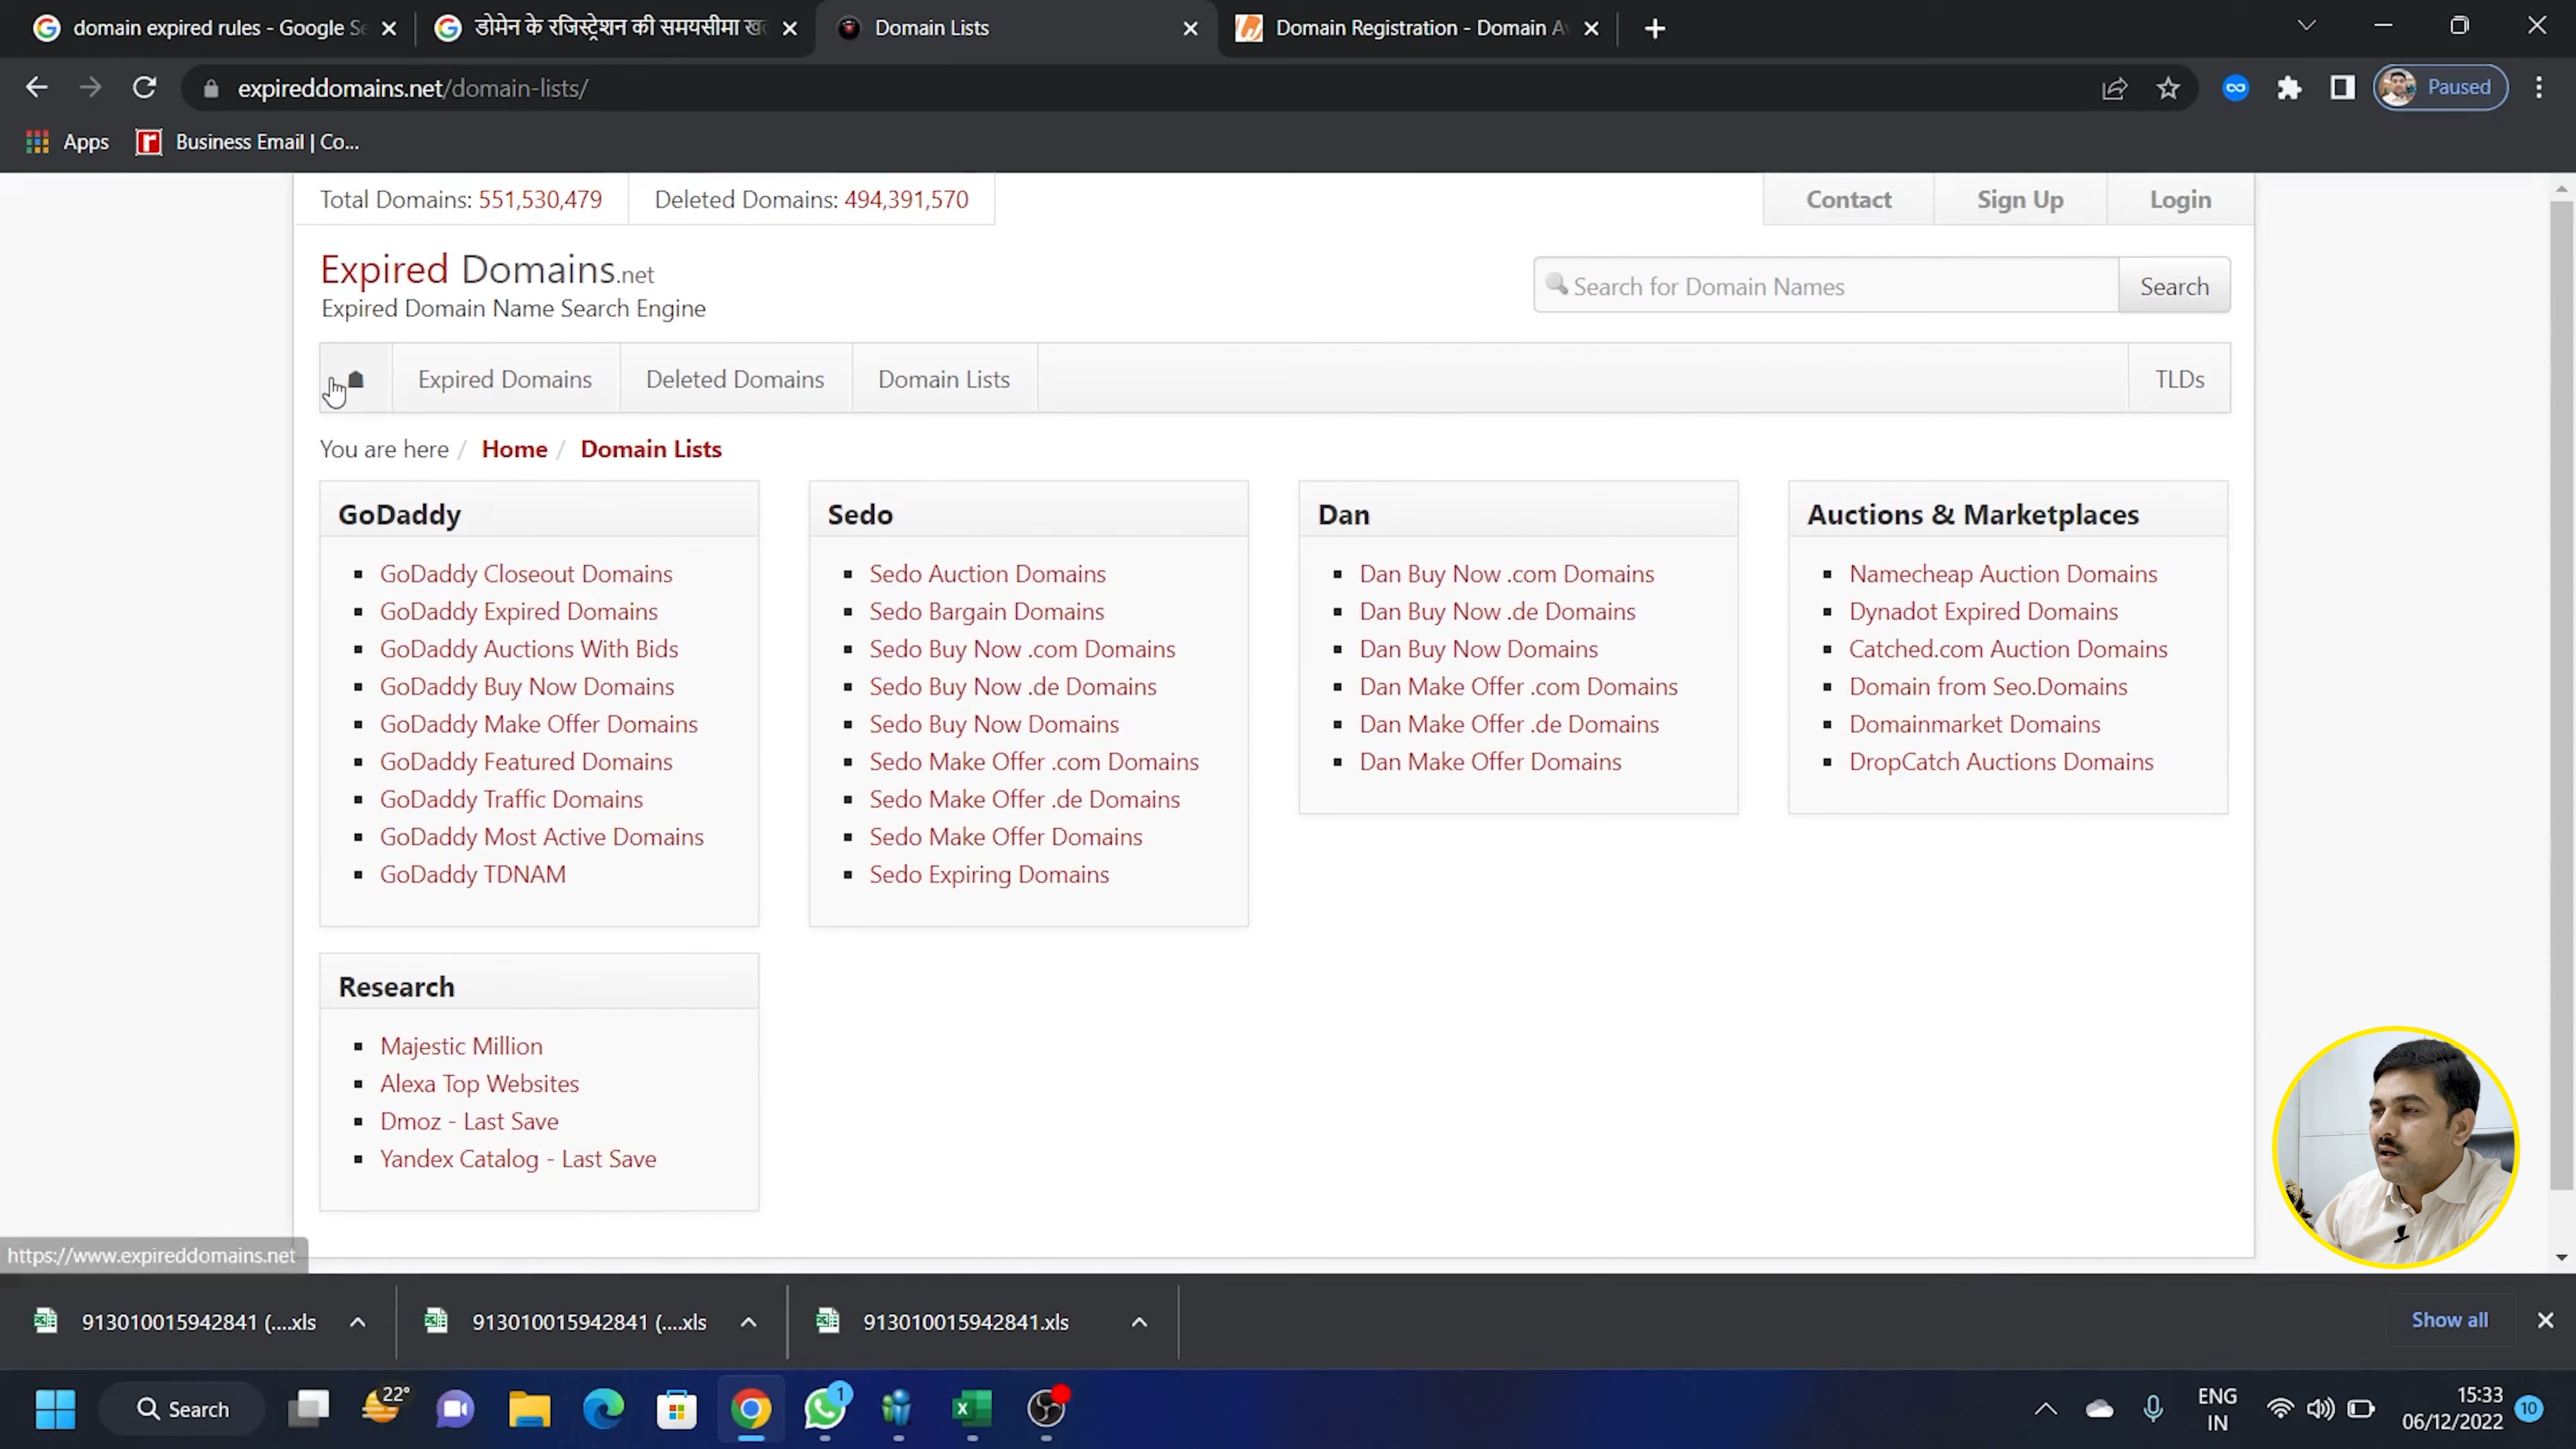 domain expired rules - Google Se
डोमेन के रजिस्ट्रेशन की समयसीमा खत
Domain Lists
Domain Registration - Domain Av
expireddomains.net/domain-lists/
Paused
Apps
Business Email | Co...
Total Domains: 551,530,479
Deleted Domains: 494,391,570
Contact
Sign Up
Login
Expired Domains.net
Expired Domain Name Search Engine
Search for Domain Names
Search
Expired Domains
Deleted Domains
Domain Lists
TLDs
You are here / Home / Domain Lists
GoDaddy
GoDaddy Closeout Domains
GoDaddy Expired Domains
GoDaddy Auctions With Bids
GoDaddy Buy Now Domains
GoDaddy Make Offer Domains
GoDaddy Featured Domains
GoDaddy Traffic Domains
GoDaddy Most Active Domains
GoDaddy TDNAM
Sedo
Sedo Auction Domains
Sedo Bargain Domains
Sedo Buy Now .com Domains
Sedo Buy Now .de Domains
Sedo Buy Now Domains
Sedo Make Offer .com Domains
Sedo Make Offer .de Domains
Sedo Make Offer Domains
Sedo Expiring Domains
Dan
Dan Buy Now .com Domains
Dan Buy Now .de Domains
Dan Buy Now Domains
Dan Make Offer .com Domains
Dan Make Offer .de Domains
Dan Make Offer Domains
Auctions & Marketplaces
Namecheap Auction Domains
Dynadot Expired Domains
Catched.com Auction Domains
Domain from Seo.Domains
Domainmarket Domains
DropCatch Auctions Domains
Research
Majestic Million
Alexa Top Websites
Dmoz - Last Save
Yandex Catalog - Last Save
https://www.expireddomains.net
913010015942841 (....xls
913010015942841 (....xls
913010015942841.xls
Show all
Search
22°
1
ENG
IN
15:33
06/12/2022
10